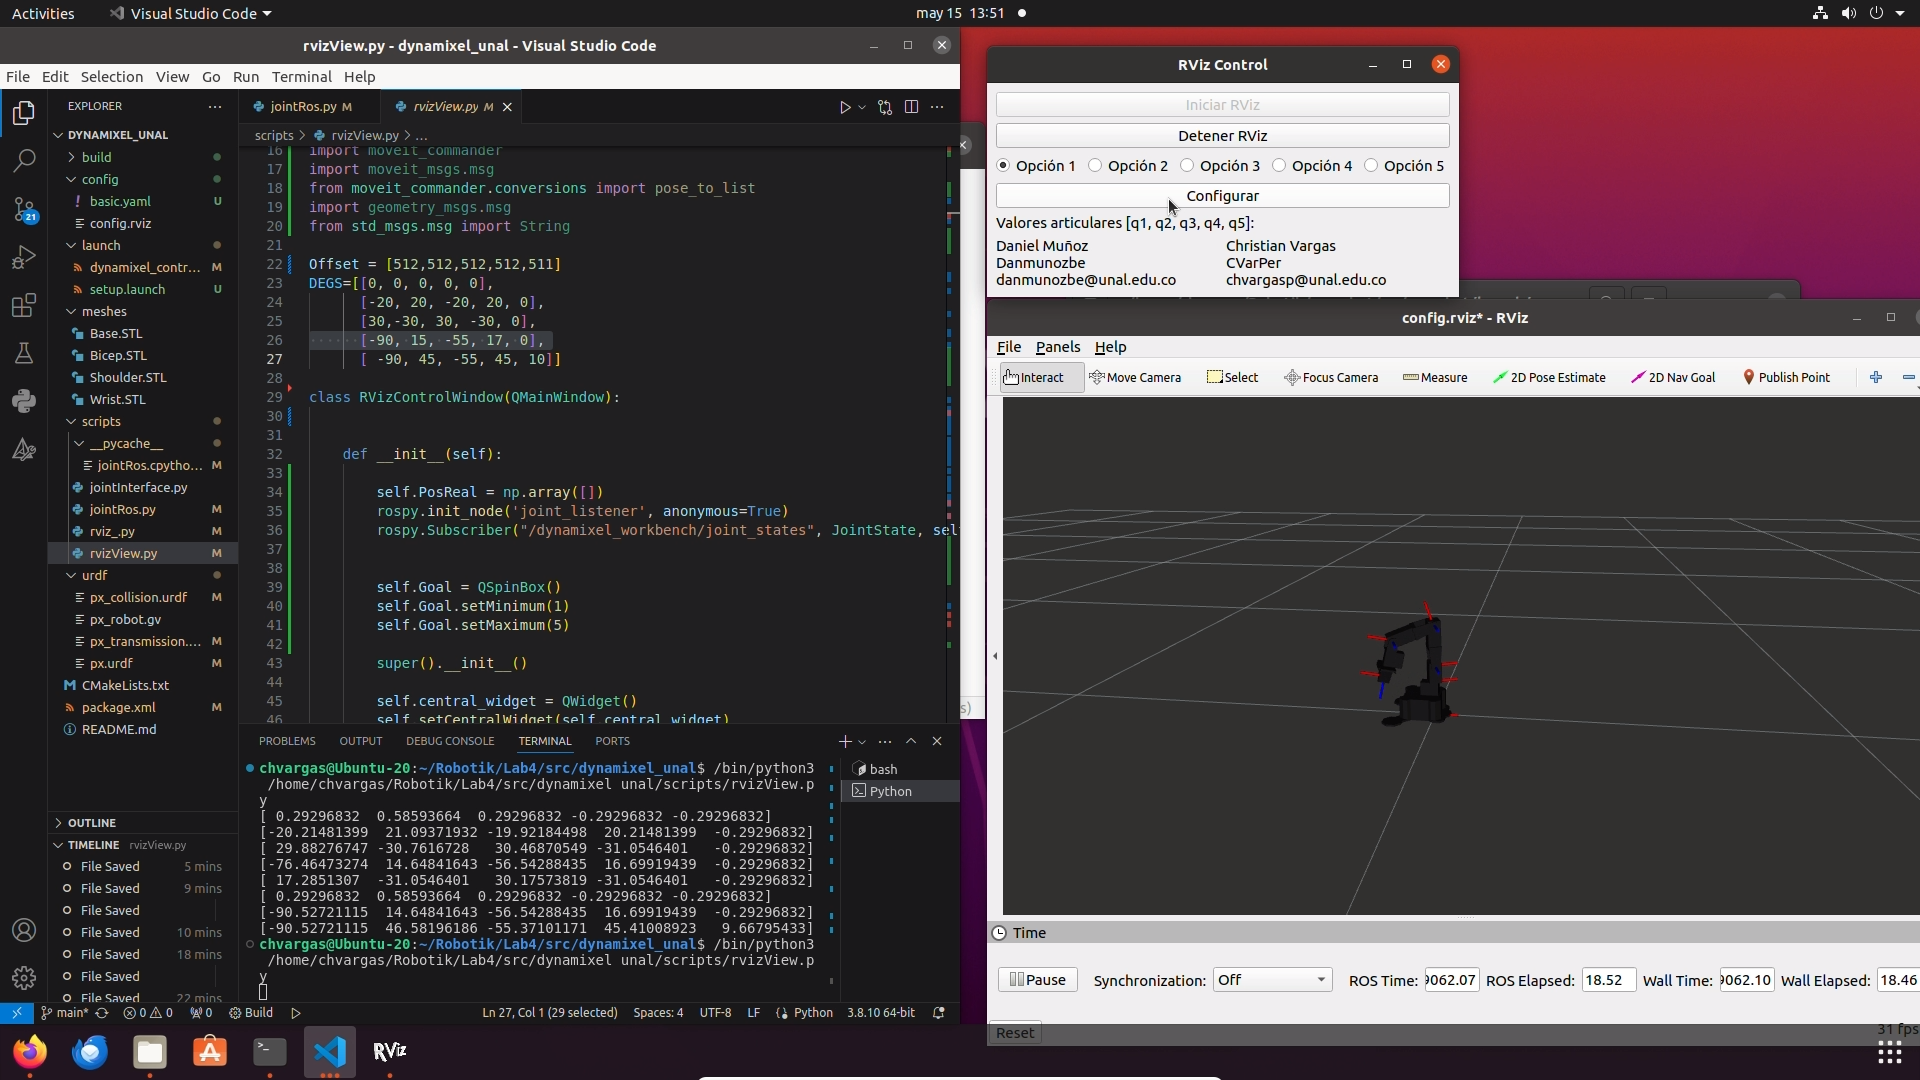 Activities
Visual Studio Code
may 15 13:51
rvizView.py - dynamixel_unal - Visual Studio Code
File Edit Selection View Go Run Terminal Help
EXPLORER
DYNAMIXEL_UNAL
build
config
basic.yaml U
config.rviz
launch
dynamixel_contr... M
setup.launch U
meshes
Base.STL
Bicep.STL
Shoulder.STL
Wrist.STL
scripts
__pycache__
jointRos.cpytho... M
jointInterface.py
jointRos.py M
rviz_.py M
rvizView.py M
urdf
px_collision.urdf M
px_robot.gv
px_transmission.... M
px.urdf M
CMakeLists.txt
package.xml M
README.md
OUTLINE
TIMELINE rvizView.py
File Saved 5 mins
File Saved 9 mins
File Saved
File Saved 10 mins
File Saved 18 mins
File Saved
File Saved 22 mins
21
jointRos.py M
rvizView.py M
scripts > rvizView.py > ...
16 import moveit_commander
17 import moveit_msgs.msg
18 from moveit_commander.conversions import pose_to_list
19 import geometry_msgs.msg
20 from std_msgs.msg import String
21
22 Offset = [512,512,512,512,511]
23 DEGS=[[0, 0, 0, 0, 0],
24 [-20, 20, -20, 20, 0],
25 [30,-30, 30, -30, 0],
26 [-90, 15, -55, 17, 0],
27 [ -90, 45, -55, 45, 10]]
28
29 class RVizControlWindow(QMainWindow):
30
31
32 def __init__(self):
33
34 self.PosReal = np.array([])
35 rospy.init_node('joint_listener', anonymous=True)
36 rospy.Subscriber("/dynamixel_workbench/joint_states", JointState, sel
37
38
39 self.Goal = QSpinBox()
40 self.Goal.setMinimum(1)
41 self.Goal.setMaximum(5)
42
43 super().__init__()
44
45 self.central_widget = QWidget()
46 self.setCentralWidget(self.central_widget)
PROBLEMS OUTPUT DEBUG CONSOLE TERMINAL PORTS
chvargas@Ubuntu-20:~/Robotik/Lab4/src/dynamixel_unal$ /bin/python3
/home/chvargas/Robotik/Lab4/src/dynamixel_unal/scripts/rvizView.p
y
[ 0.29296832 0.58593664 0.29296832 -0.29296832 -0.29296832]
[-20.21481399 21.09371932 -19.92184498 20.21481399 -0.29296832]
[ 29.88276747 -30.7616728 30.46870549 -31.0546401 -0.29296832]
[-76.46473274 14.64841643 -56.54288435 16.69919439 -0.29296832]
[ 17.2851307 -31.0546401 30.17573819 -31.0546401 -0.29296832]
[ 0.29296832 0.58593664 0.29296832 -0.29296832 -0.29296832]
[-90.52721115 14.64841643 -56.54288435 16.69919439 -0.29296832]
[-90.52721115 46.58196186 -55.37101171 45.41008923 9.66795433]
chvargas@Ubuntu-20:~/Robotik/Lab4/src/dynamixel_unal$ /bin/python3
/home/chvargas/Robotik/Lab4/src/dynamixel_unal/scripts/rvizView.p
y
bash
Python
main* 0 0 0 Build Ln 27, Col 1 (29 selected) Spaces: 4 UTF-8 LF Python 3.8.10 64-bit
RViz Control
Iniciar RViz
Detener RViz
Opción 1 Opción 2 Opción 3 Opción 4 Opción 5
Configurar
Valores articulares [q1, q2, q3, q4, q5]:
Daniel Muñoz Christian Vargas
Danmunozbe CVarPer
danmunozbe@unal.edu.co chvargasp@unal.edu.co
s)
config.rviz* - RViz
File Panels Help
Interact Move Camera Select Focus Camera Measure 2D Pose Estimate 2D Nav Goal Publish Point
Time
Pause Synchronization: Off ROS Time: 9062.07 ROS Elapsed: 18.52 Wall Time: 9062.10 Wall Elapsed: 18.46
Reset 31 fps
RViz